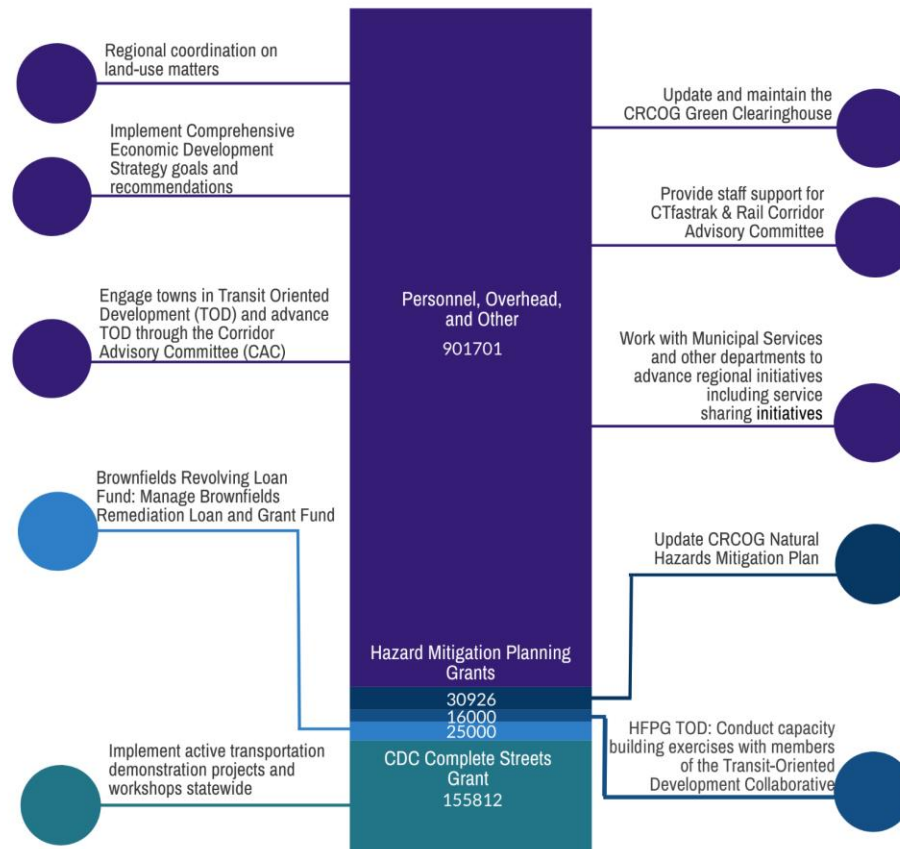 Regional coordination on
land-use matters
Implement Comprehensive
Economic Development
Strategy goals and
recommendations
Engage towns in Transit Oriented
Development (TOD) and advance
TOD through the Corridor
Advisory Committee (CAC)
Brownfields Revolving Loan
Fund: Manage Brownfields
Remediation Loan and Grant Fund
Implement active transportation
demonstration projects and
workshops statewide
Personnel, Overhead,
and Other
901701
Hazard Mitigation Planning
Grants
30926
16000
25000
CDC Complete Streets
Grant
155812
Update and maintain the
CRCOG Green Clearinghouse
Provide staff support for
CTfastrak & Rail Corridor
Advisory Committee
Work with Municipal Services
and other departments to
advance regional initiatives
including service
sharing initiatives
Update CRCOG Natural
Hazards Mitigation Plan
HFPG TOD: Conduct capacity
building exercises with members
of the Transit-Oriented
Development Collaborative